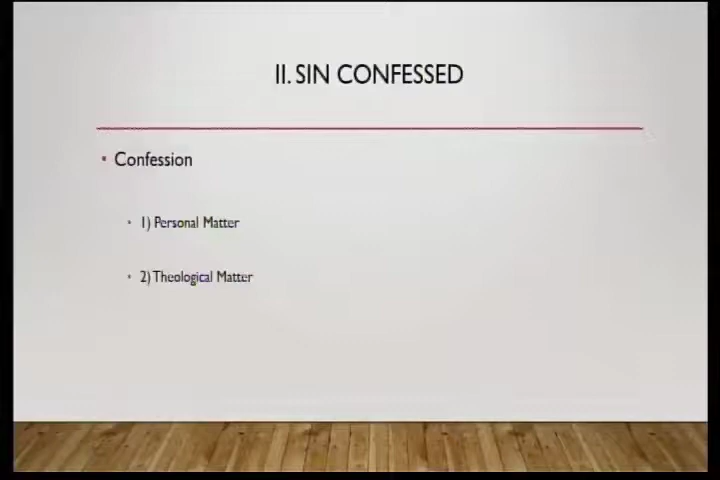 II. SIN CONFESSED
Confession
1) Personal Matter
2) Theological Matter